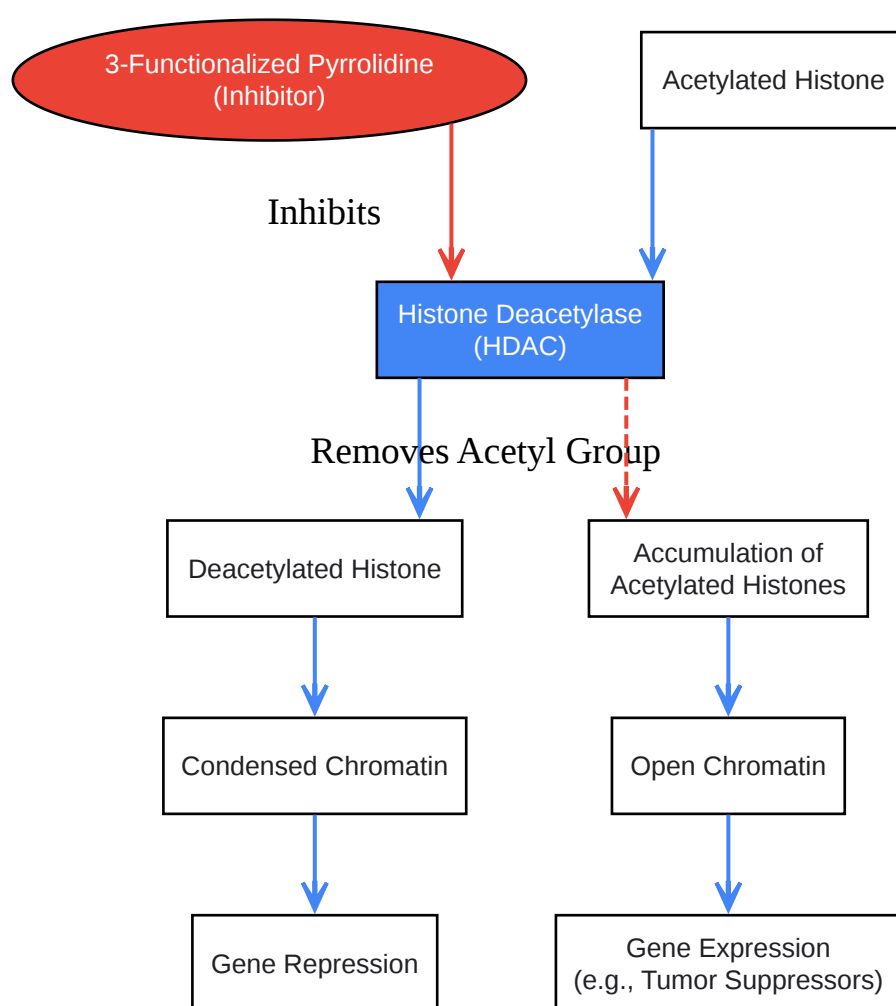 3-Functionalized Pyrrolidine
(Inhibitor)
Acetylated Histone
Inhibits
Histone Deacetylase
(HDAC)
Removes Acetyl Group
Deacetylated Histone
Accumulation of
Acetylated Histones
Condensed Chromatin
Open Chromatin
Gene Repression
Gene Expression
(e.g., Tumor Suppressors)